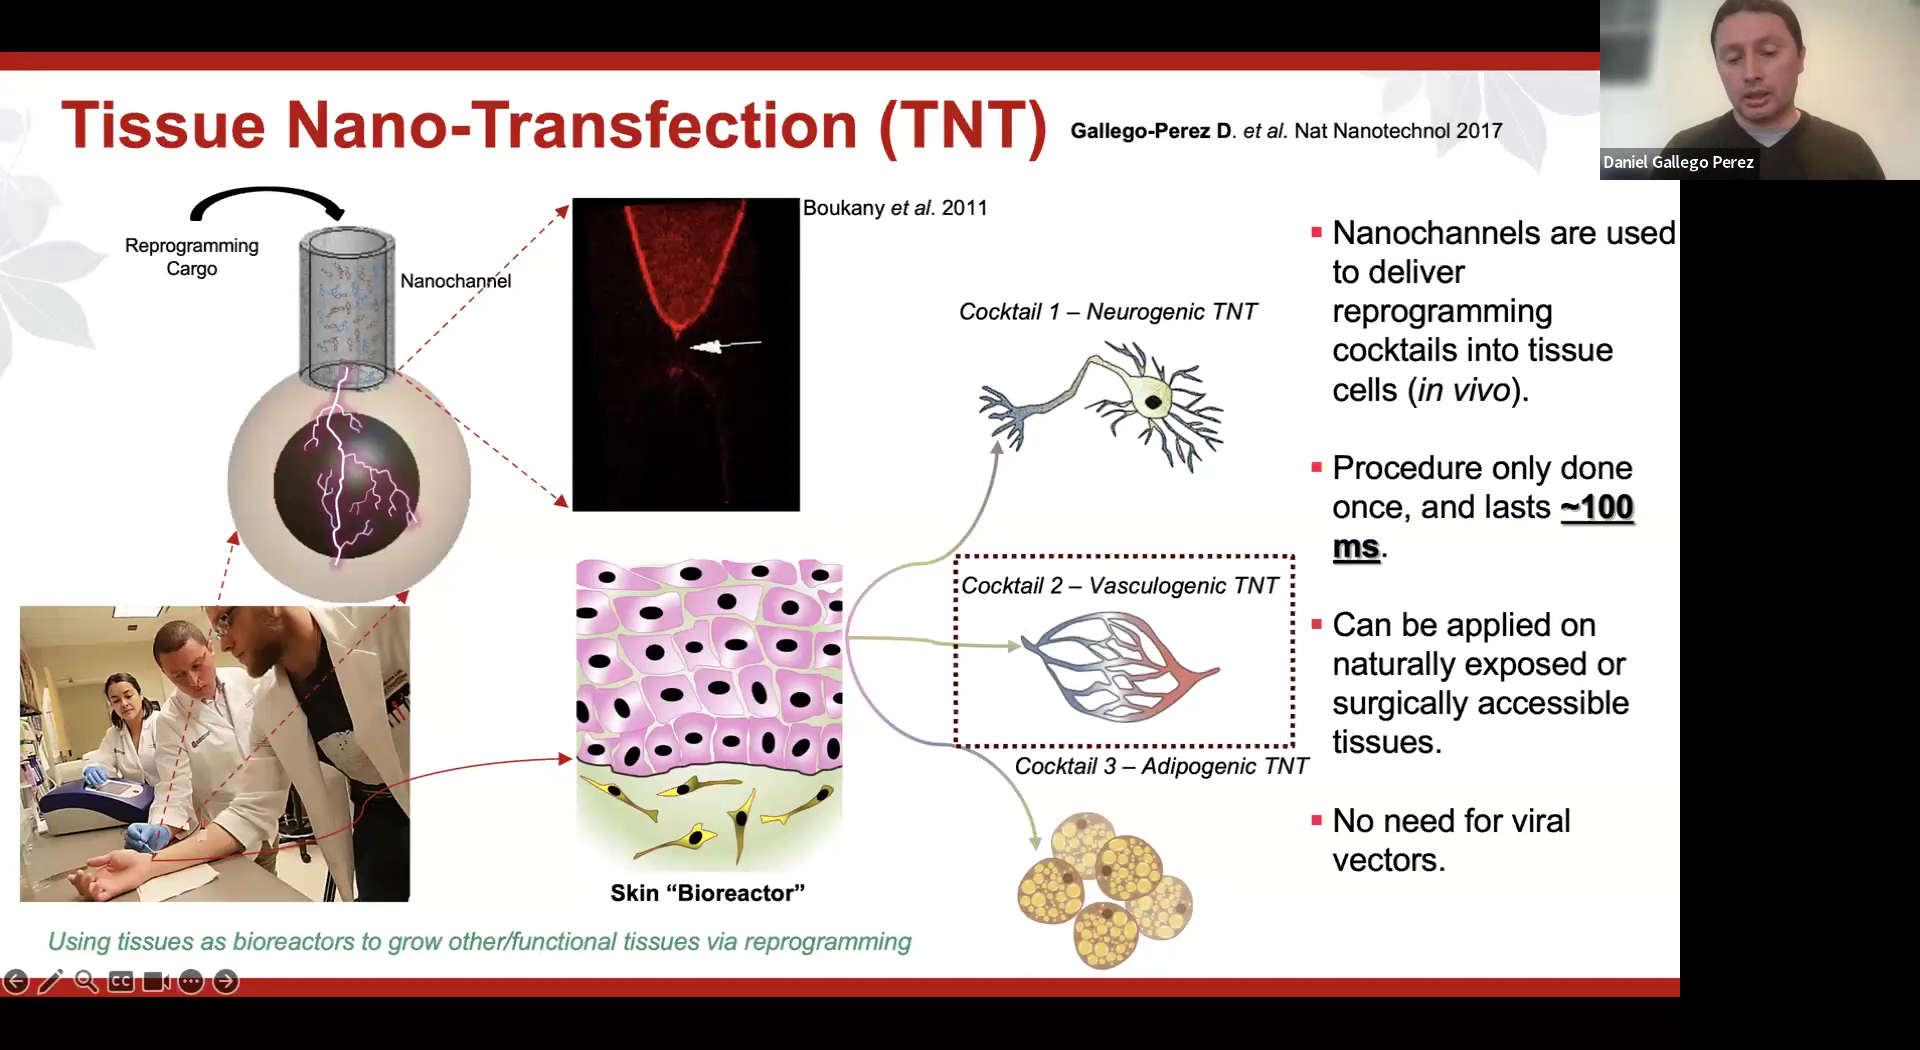 Tissue Nano-Transfection (TNT)
Gallego-Perez D. et al. Nat Nanotechnol 2017
Daniel Gallego Perez
Reprogramming
Cargo
Nanochannel
Boukany et al. 2011
Cocktail 1 – Neurogenic TNT
Cocktail 2 – Vasculogenic TNT
Cocktail 3 – Adipogenic TNT
Skin “Bioreactor”
Using tissues as bioreactors to grow other/functional tissues via reprogramming
▪ Nanochannels are used
to deliver
reprogramming
cocktails into tissue
cells (in vivo).
▪ Procedure only done
once, and lasts ~100
ms.
▪ Can be applied on
naturally exposed or
surgically accessible
tissues.
▪ No need for viral
vectors.
CC